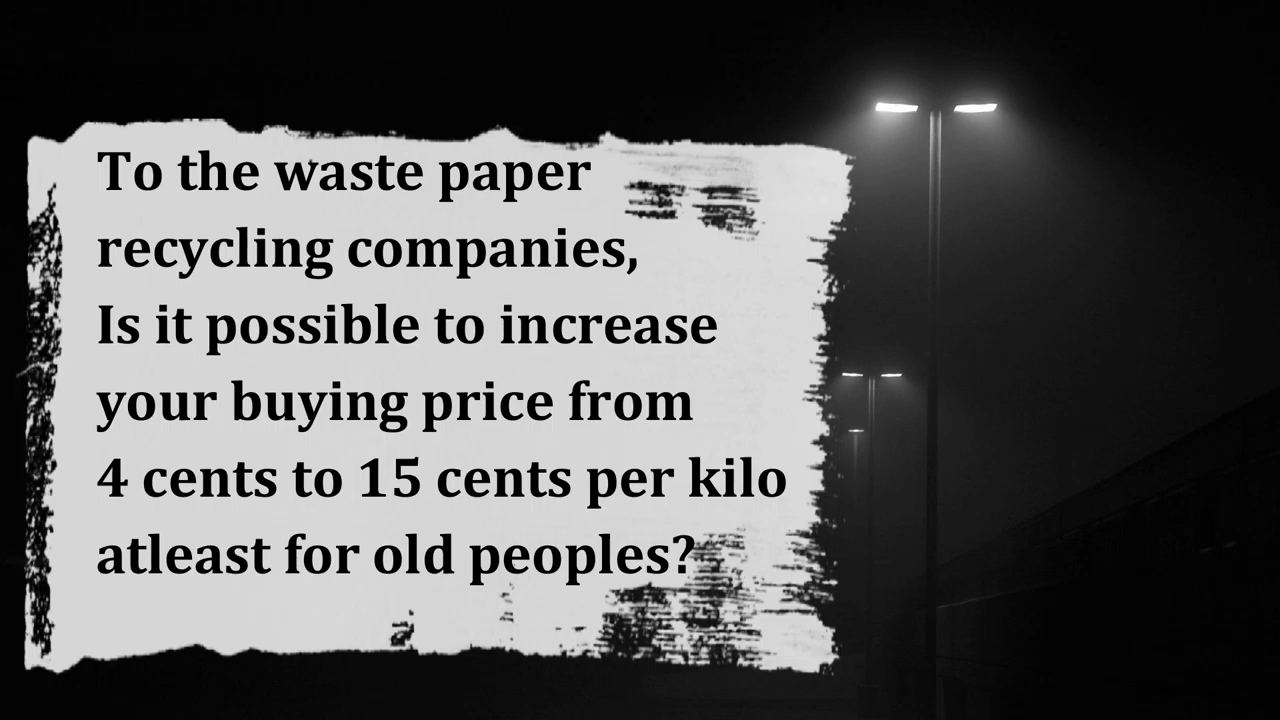 To the waste paper
recycling companies,
Is it possible to increase
your buying price from
4 cents to 15 cents per kilo
atleast for old peoples?